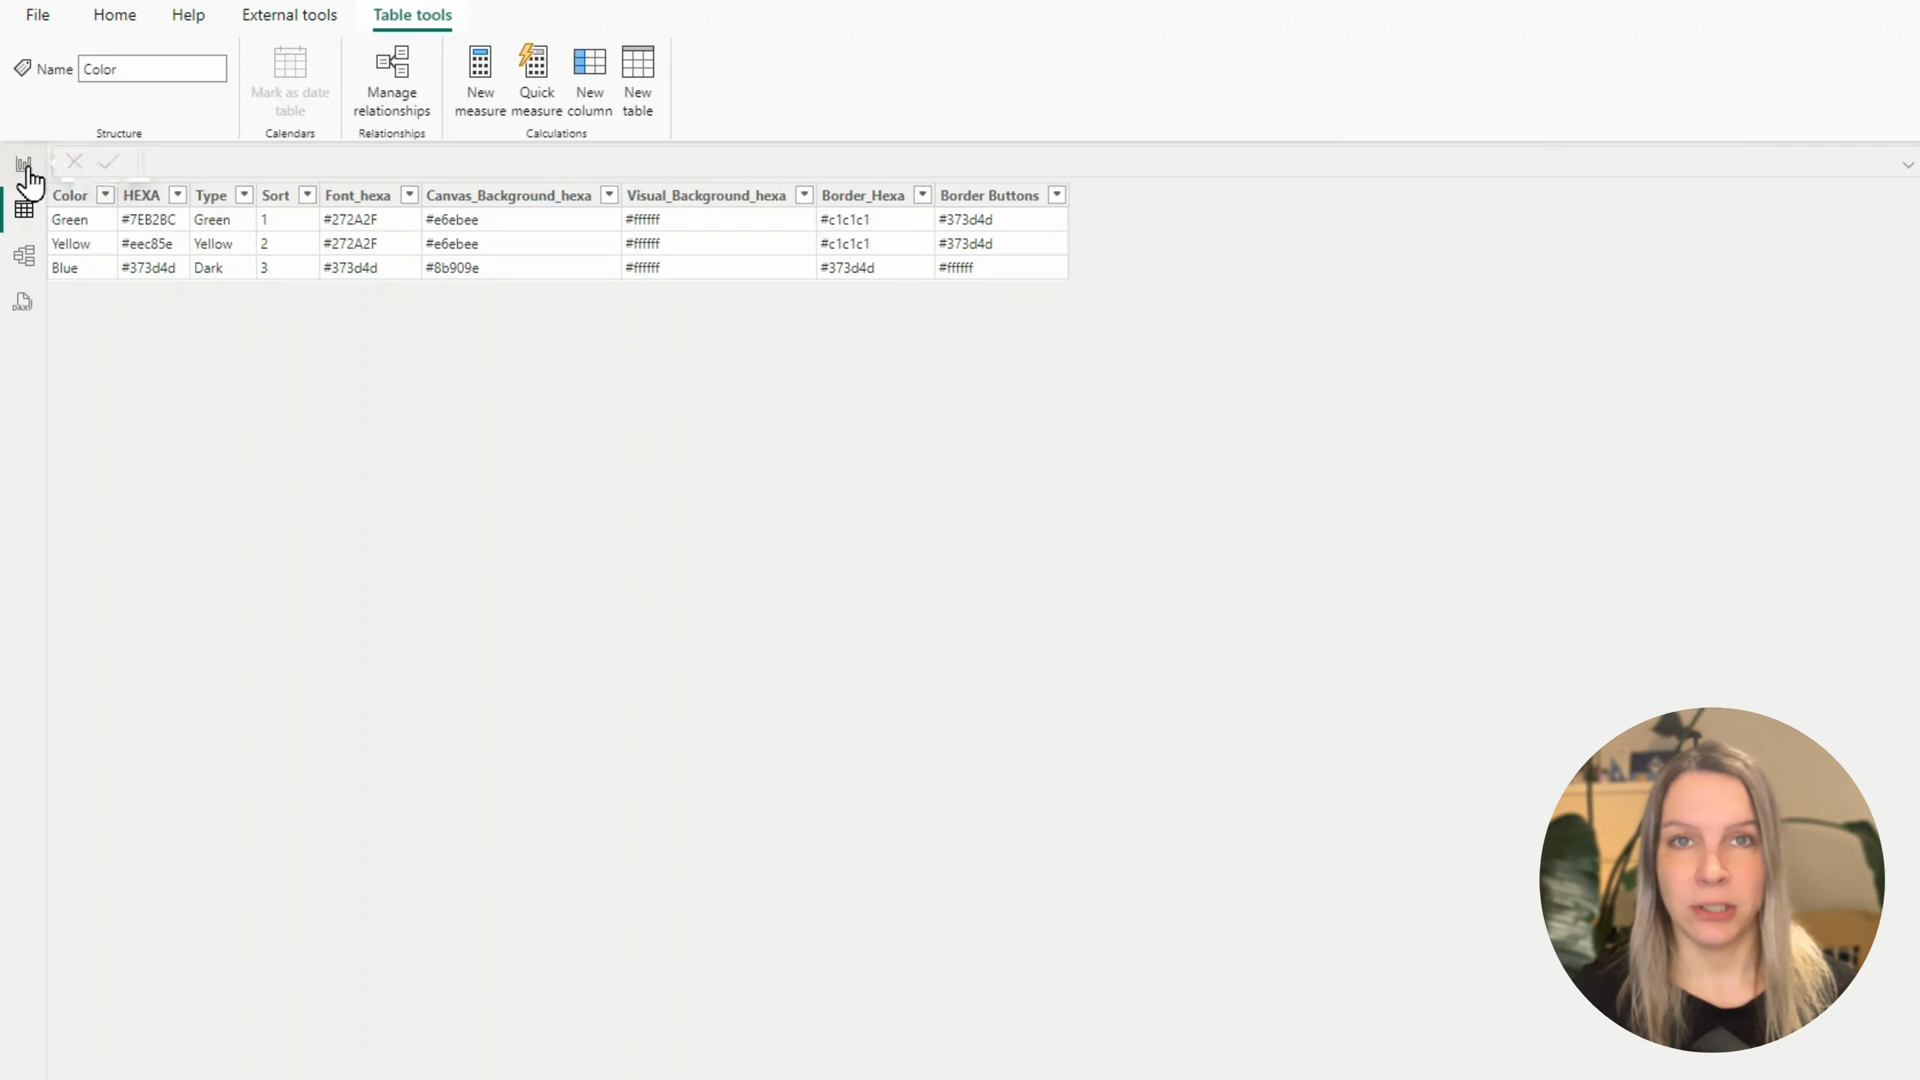 File Home Help External tools Table tools
Name Color
Mark as date table
Manage relationships
New measure
Quick measure
New column
New table
Structure Calendars Relationships Calculations
Color HEXA Type Sort Font_hexa Canvas_Background_hexa Visual_Background_hexa Border_Hexa Border Buttons
Green #7EB2BC Green 1 #272A2F #e6ebee #ffffff #c1c1c1 #373d4d
Yellow #eec85e Yellow 2 #272A2F #e6ebee #ffffff #c1c1c1 #373d4d
Blue #373d4d Dark 3 #373d4d #8b909e #ffffff #373d4d #ffffff
DAX